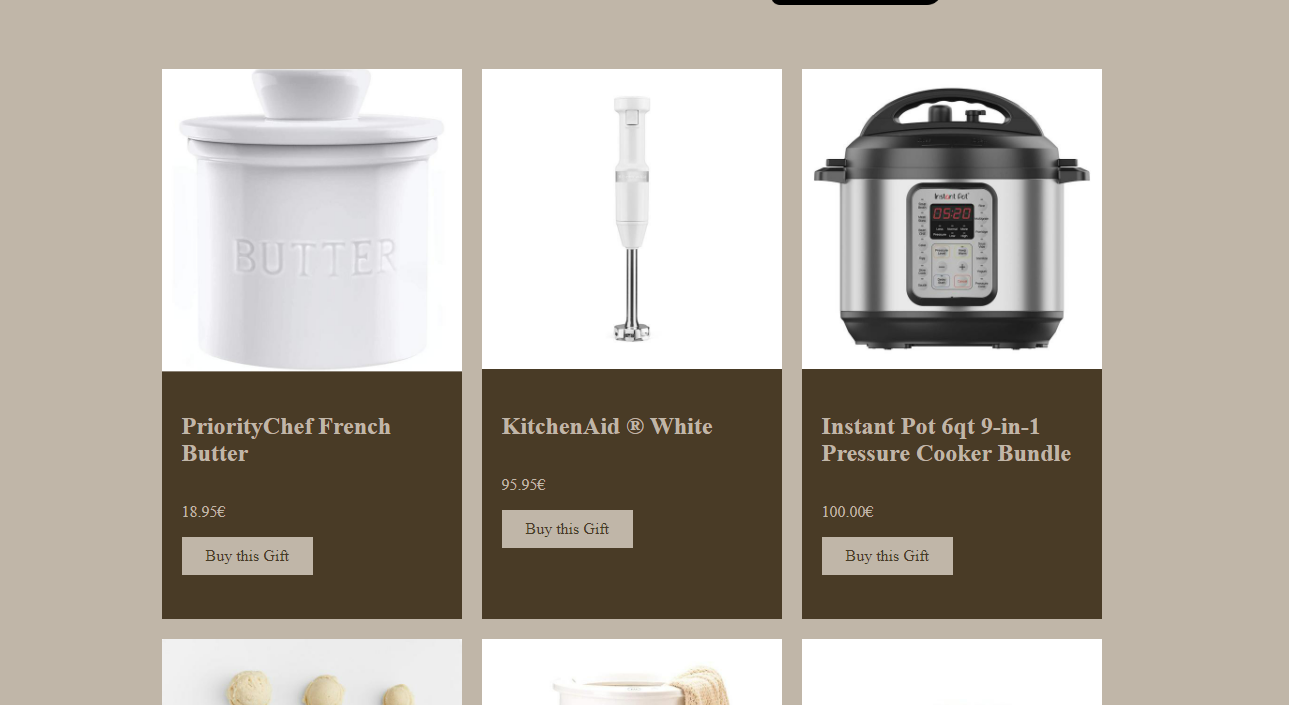 BUTTER
Instant Pot
05:20
PriorityChef French
Butter
18.95€
Buy this Gift
KitchenAid ® White
95.95€
Buy this Gift
Instant Pot 6qt 9-in-1
Pressure Cooker Bundle
100.00€
Buy this Gift